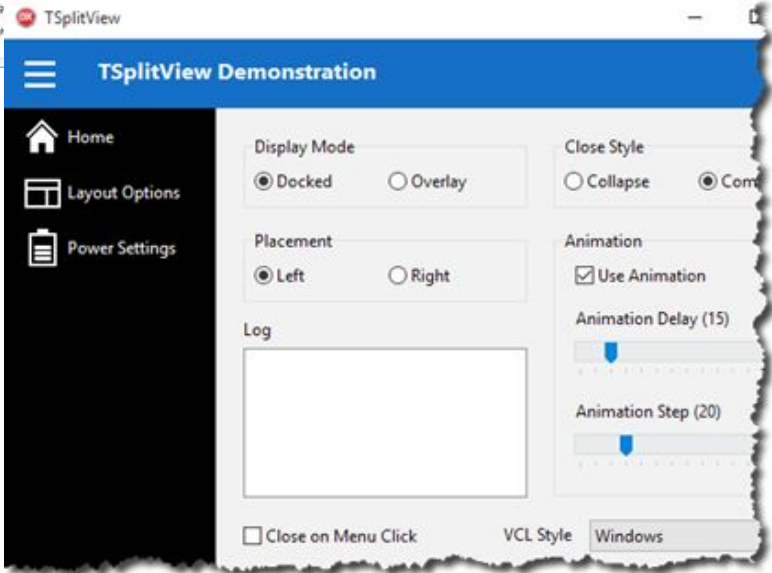 TSplitView
TSplitView Demonstration
Home
Layout Options
Power Settings
Display Mode
Docked
Overlay
Placement
Left
Right
Log
Close on Menu Click
Close Style
Collapse
Com
Animation
Use Animation
Animation Delay (15)
Animation Step (20)
VCL Style
Windows